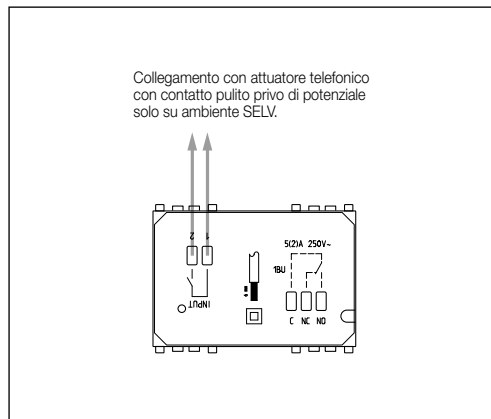 Collegamento con attuatore telefonico
con contatto pulito privo di potenziale
solo su ambiente SELV.
2 1
5(2)A 250V~
1BU
INPUT
C NC NO